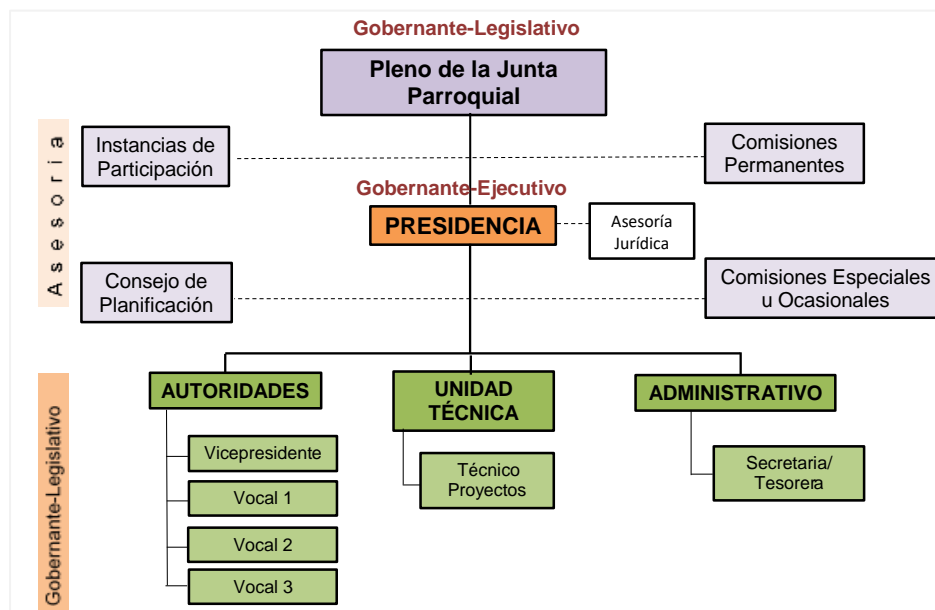 Gobernante-Legislativo
Pleno de la Junta
Parroquial
Asesoria
Instancias de
Participación
Comisiones
Permanentes
Gobernante-Ejecutivo
PRESIDENCIA
Asesoría
Jurídica
Consejo de
Planificación
Comisiones Especiales
u Ocasionales
Gobernante-Legislativo
AUTORIDADES
UNIDAD
TÉCNICA
ADMINISTRATIVO
Vicepresidente
Vocal 1
Vocal 2
Vocal 3
Técnico
Proyectos
Secretaria/
Tesorera